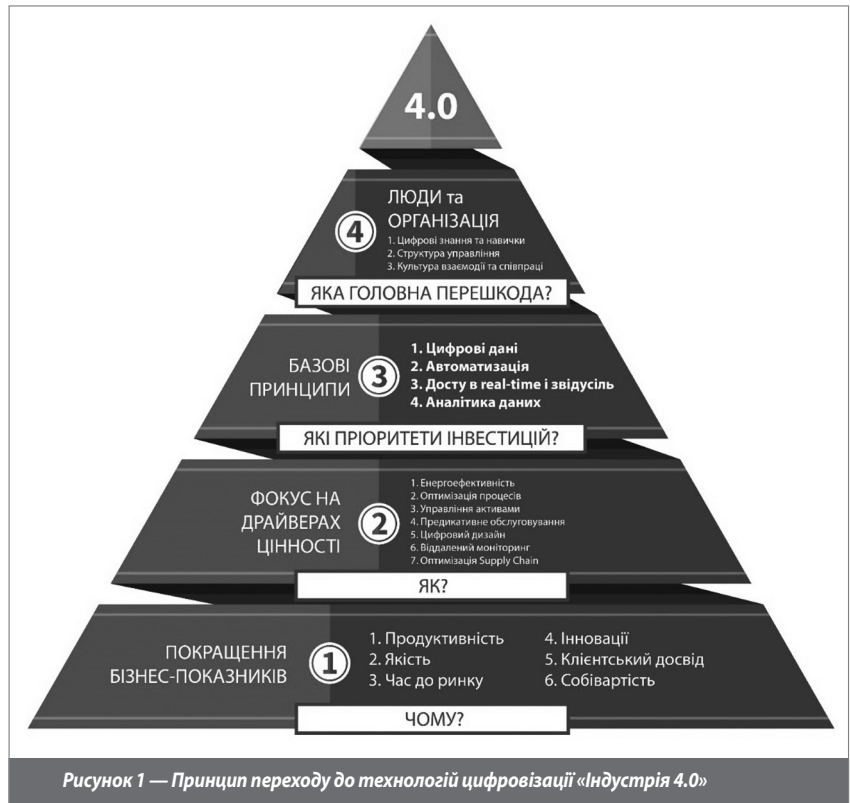 4.0
ЛЮДИ та
ОРГАНІЗАЦІЯ
4
1. Цифрові знання та навички
2. Структура управління
3. Культура взаємодії та співпраці
ЯКА ГОЛОВНА ПЕРЕШКОДА?
БАЗОВІ
ПРИНЦИПИ
3
1. Цифрові дані
2. Автоматизація
3. Досту в real-time і звідусіль
4. Аналітика даних
ЯКІ ПРІОРИТЕТИ ІНВЕСТИЦІЙ?
ФОКУС НА
ДРАЙВЕРАХ
ЦІННОСТІ
2
1. Енергоефективність
2. Оптимізація процесів
3. Управління активами
4. Предикативне обслуговування
5. Цифровий дизайн
6. Віддалений моніторинг
7. Оптимізація Supply Chain
ЯК?
ПОКРАЩЕННЯ
БІЗНЕС-ПОКАЗНИКІВ
1
1. Продуктивність
2. Якість
3. Час до ринку
4. Інновації
5. Клієнтський досвід
6. Собівартість
ЧОМУ?
Рисунок 1 — Принцип переходу до технологій цифровізації «Індустрія 4.0»